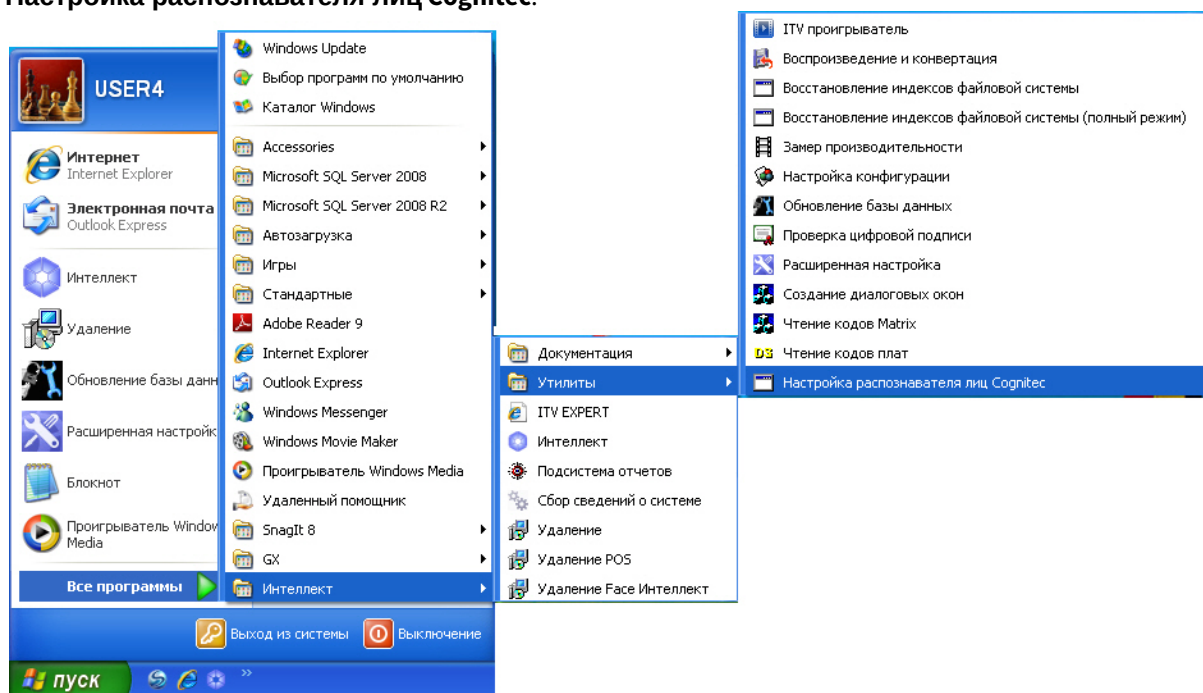 Настройка распознавателя лиц Cognitec.
USER4
Интернет
Internet Explorer
Электронная почта
Outlook Express
Интеллект
Удаление
Обновление базы данн
Расширенная настройк
Блокнот
Проигрыватель Window
Media
Все программы
Выход из системы
Выключение
пуск
Windows Update
Выбор программ по умолчанию
Каталог Windows
Accessories
Microsoft SQL Server 2008
Microsoft SQL Server 2008 R2
Автозагрузка
Игры
Стандартные
Adobe Reader 9
Internet Explorer
Outlook Express
Windows Messenger
Windows Movie Maker
Проигрыватель Windows Media
Удаленный помощник
SnagIt 8
GX
Интеллект
Документация
Утилиты
ITV EXPERT
Интеллект
Подсистема отчетов
Сбор сведений о системе
Удаление
Удаление POS
Удаление Face Интеллект
ITV проигрыватель
Воспроизведение и конвертация
Восстановление индексов файловой системы
Восстановление индексов файловой системы (полный режим)
Замер производительности
Настройка конфигурации
Обновление базы данных
Проверка цифровой подписи
Расширенная настройка
Создание диалоговых окон
Чтение кодов Matrix
DS Чтение кодов плат
Настройка распознавателя лиц Cognitec